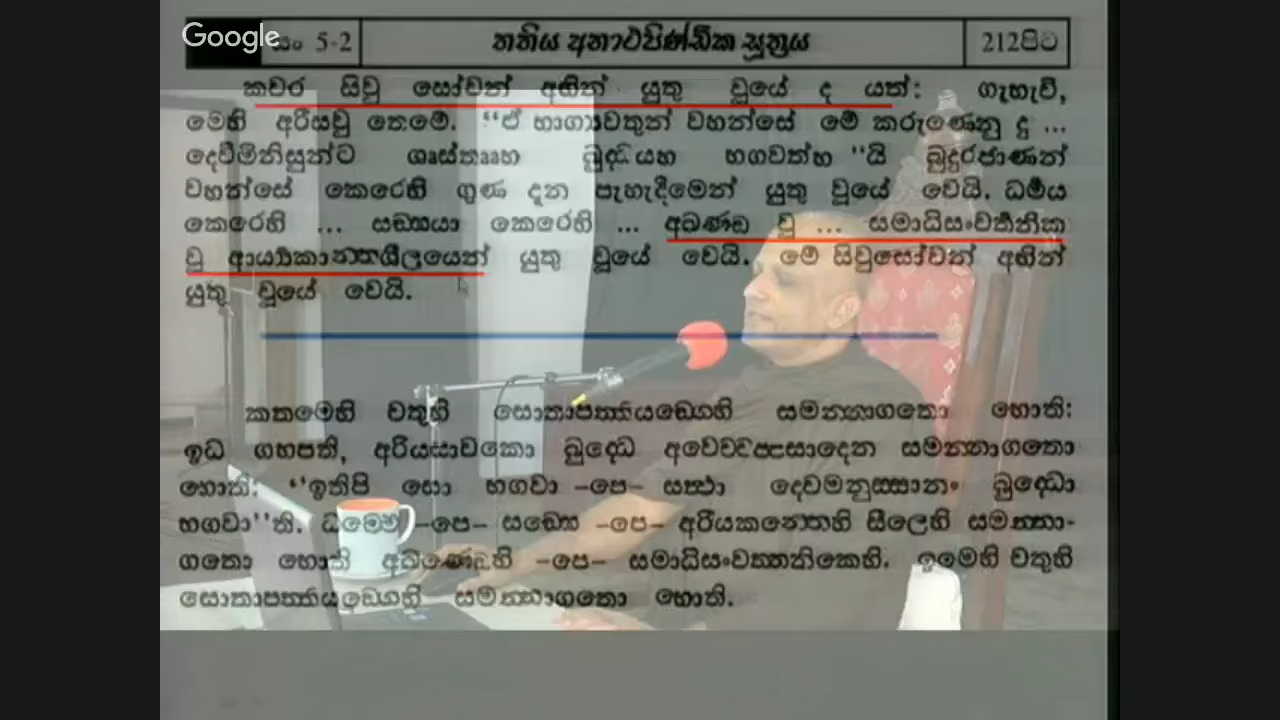 Google
සං 5-2 තතිය අනාථපිණ්ඩික සූත්‍රය 212පිට
කවර සිවු සෝවන් අඟින් යුතු වූයේ ද යත්: ගැහැවි,
මෙහි අරීසවු තෙමේ. “ඒ භාග්‍යවතුන් වහන්සේ මේ කරුණෙනු දු ...
දෙව්මිනිසුන්ට ශාස්තෲහ භගවත්හ ”යි බුදුරජාණන්
වහන්සේ කෙරෙහි ගුණ දැන පැහැදීමෙන් යුතු වූයේ වෙයි. ධර්මය
කෙරෙහි ... සඞ්ඝයා කෙරෙහි ... අඛණ්ඩ වූ ... සමාධිසංවර්තනික
වූ ආර්‍ය්‍යකාන්තශීලයෙන් යුතු වූයේ වෙයි. මේ සිවුසෝවන් අඟින්
යුතු වූයේ වෙයි.
කතමෙහි චතුහි සොතාපත්තියඞ්ගෙහි සමන්නාගතො හොති:
ඉධ ගහපති, අරියසාවකො බුද්ධෙ අවෙච්චප්පසාදෙන සමන්නාගතො
හොති: “ඉතිපි සො භගවා –පෙ– සත්ථා දෙවමනුස්සානං බුද්ධො
භගවා”ති. ධම්මෙ –පෙ– සඞ්ඝෙ –පෙ– අරියකන්තෙහි සීලෙහි සමන්නා-
ගතො හොති අඛණ්ඩෙහි –පෙ– සමාධිසංවත්තනිකෙහි. ඉමෙහි චතුහි
සොතාපත්තියඞ්ගෙහි සමන්නාගතො හොති.